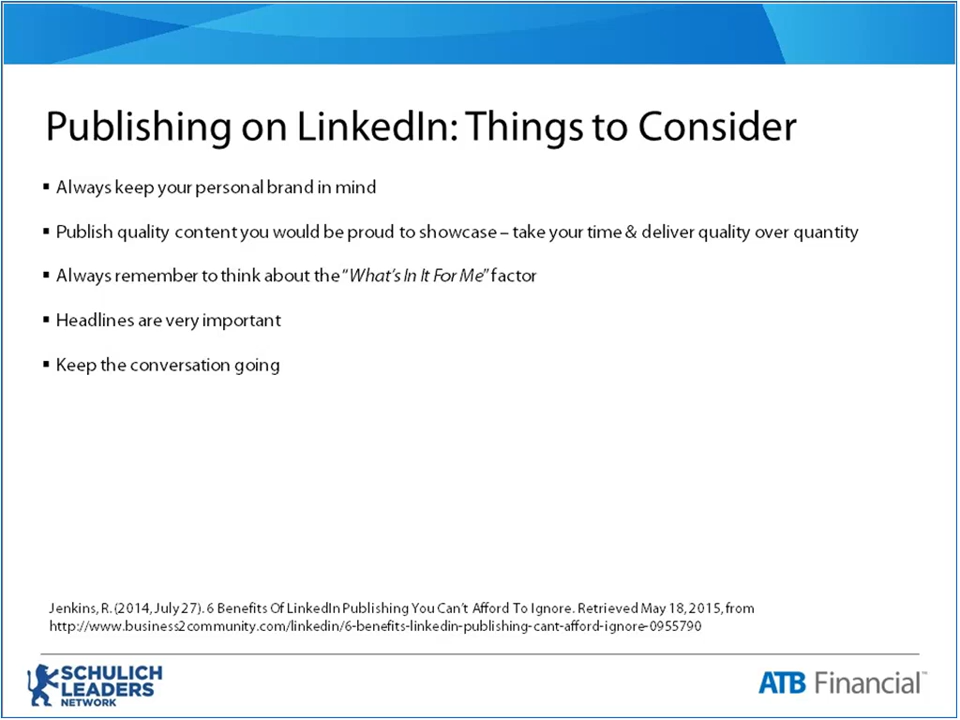 Publishing on LinkedIn: Things to Consider
▪ Always keep your personal brand in mind
▪ Publish quality content you would be proud to showcase – take your time & deliver quality over quantity
▪ Always remember to think about the “What’s In It For Me” factor
▪ Headlines are very important
▪ Keep the conversation going
Jenkins, R. (2014, July 27). 6 Benefits Of LinkedIn Publishing You Can’t Afford To Ignore. Retrieved May 18, 2015, from
http://www.business2community.com/linkedin/6-benefits-linkedin-publishing-cant-afford-ignore-0955790
SCHULICH
LEADERS
NETWORK
ATB Financial™